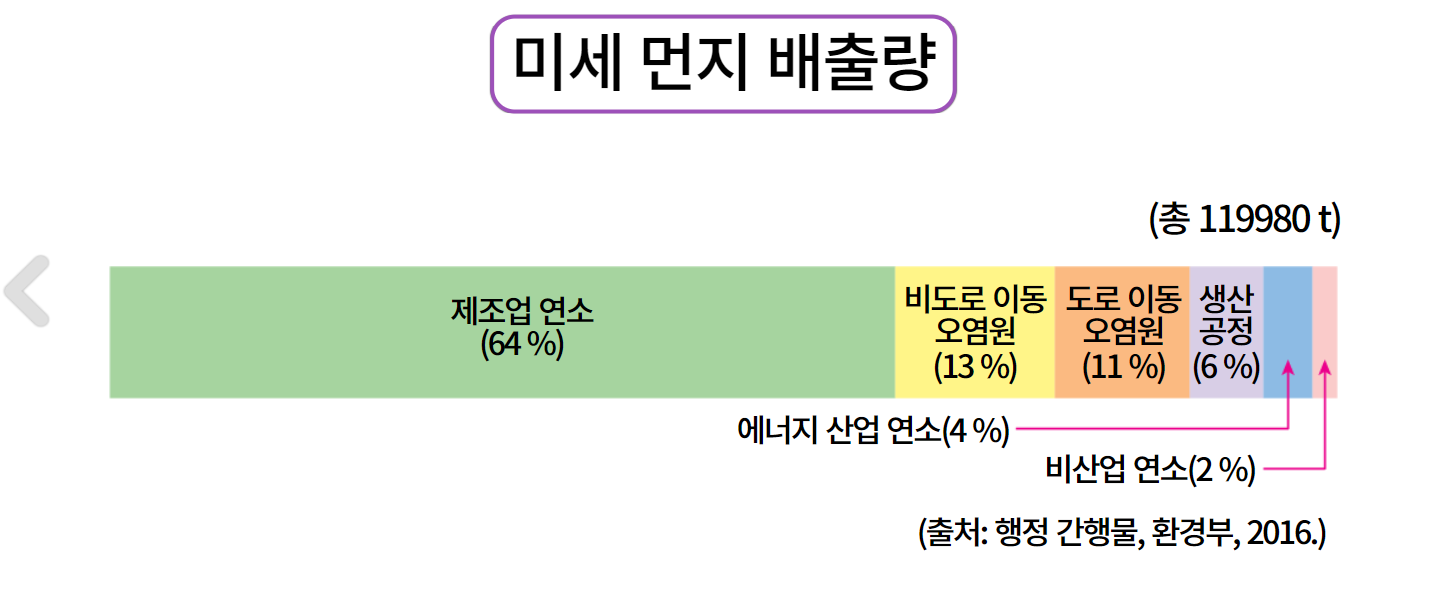 미세 먼지 배출량
(총 119980 t)
제조업 연소
(64 %)
비도로 이동
오염원
(13 %)
도로 이동
오염원
(11 %)
생산
공정
(6 %)
에너지 산업 연소(4 %)
비산업 연소(2 %)
(출처: 행정 간행물, 환경부, 2016.)